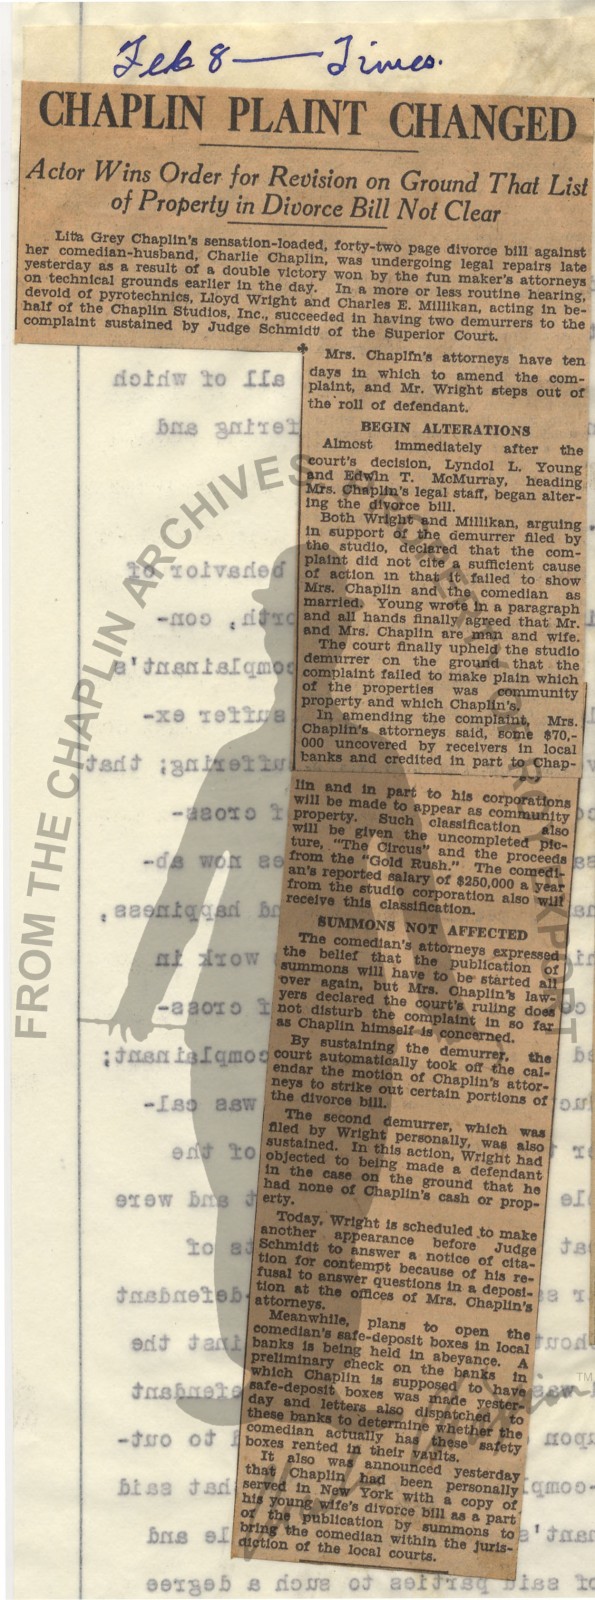 Feb 8 — Times.
CHAPLIN PLAINT CHANGED
Actor Wins Order for Revision on Ground That List
of Property in Divorce Bill Not Clear
Lita Grey Chaplin's sensation-loaded, forty-two page divorce bill against
her comedian-husband, Charlie Chaplin, was undergoing legal repairs late
yesterday as a result of a double victory won by the fun maker's attorneys
on technical grounds earlier in the day. In a more or less routine hearing,
devoid of pyrotechnics, Lloyd Wright and Charles E. Millikan, acting in be-
half of the Chaplin Studios, Inc., succeeded in having two demurrers to the
complaint sustained by Judge Schmidt of the Superior Court.
Mrs. Chaplin's attorneys have ten
days in which to amend the com-
plaint, and Mr. Wright steps out of
the roll of defendant.
BEGIN ALTERATIONS
Almost immediately after the
court's decision, Lyndol L. Young
and Edwin T. McMurray, heading
Mrs. Chaplin's legal staff, began alter-
ing the divorce bill.
Both Wright and Millikan, arguing
in support of the demurrer filed by
the studio, declared that the com-
plaint did not cite a sufficient cause
of action in that it failed to show
Mrs. Chaplin and the comedian as
married. Young wrote in a paragraph
and all hands finally agreed that Mr.
and Mrs. Chaplin are man and wife.
The court finally upheld the studio
demurrer on the ground that the
complaint failed to make plain which
of the properties was community
property and which Chaplin's.
In amending the complaint, Mrs.
Chaplin's attorneys said, some $70,-
000 uncovered by receivers in local
banks and credited in part to Chap-
lin and in part to his corporations
will be made to appear as community
property. Such classification also
will be given the uncompleted pic-
ture, "The Circus" and the proceeds
from the "Gold Rush." The comedi-
an's reported salary of $250,000 a year
from the studio corporation also will
receive this classification.
SUMMONS NOT AFFECTED
The comedian's attorneys expressed
the belief that the publication of
summons will have to be started all
over again, but Mrs. Chaplin's law-
yers declared the court's ruling does
not disturb the complaint in so far
as Chaplin himself is concerned.
By sustaining the demurrer, the
court automatically took off the cal-
endar the motion of Chaplin's attor-
neys to strike out certain portions of
the divorce bill.
The second demurrer, which was
filed by Wright personally, was also
sustained. In this action, Wright had
objected to being made a defendant
in the case on the ground that he
had none of Chaplin's cash or prop-
erty.
Today, Wright is scheduled to make
another appearance before Judge
Schmidt to answer a notice of cita-
tion for contempt because of his re-
fusal to answer questions in a deposi-
tion at the offices of Mrs. Chaplin's
attorneys.
Meanwhile, plans to open the
comedian's safe-deposit boxes in local
banks is being held in abeyance. A
preliminary check on the banks in
which Chaplin is supposed to have
safe-deposit boxes was made yester-
day and letters also dispatched to
these banks to determine whether the
comedian actually has these safety
boxes rented in their vaults.
It also was announced yesterday
that Chaplin had been personally
served in New York with a copy of
his young wife's divorce bill as a part
of the publication by summons to
bring the comedian within the juris-
diction of the local courts.
FROM THE CHAPLIN ARCHIVES